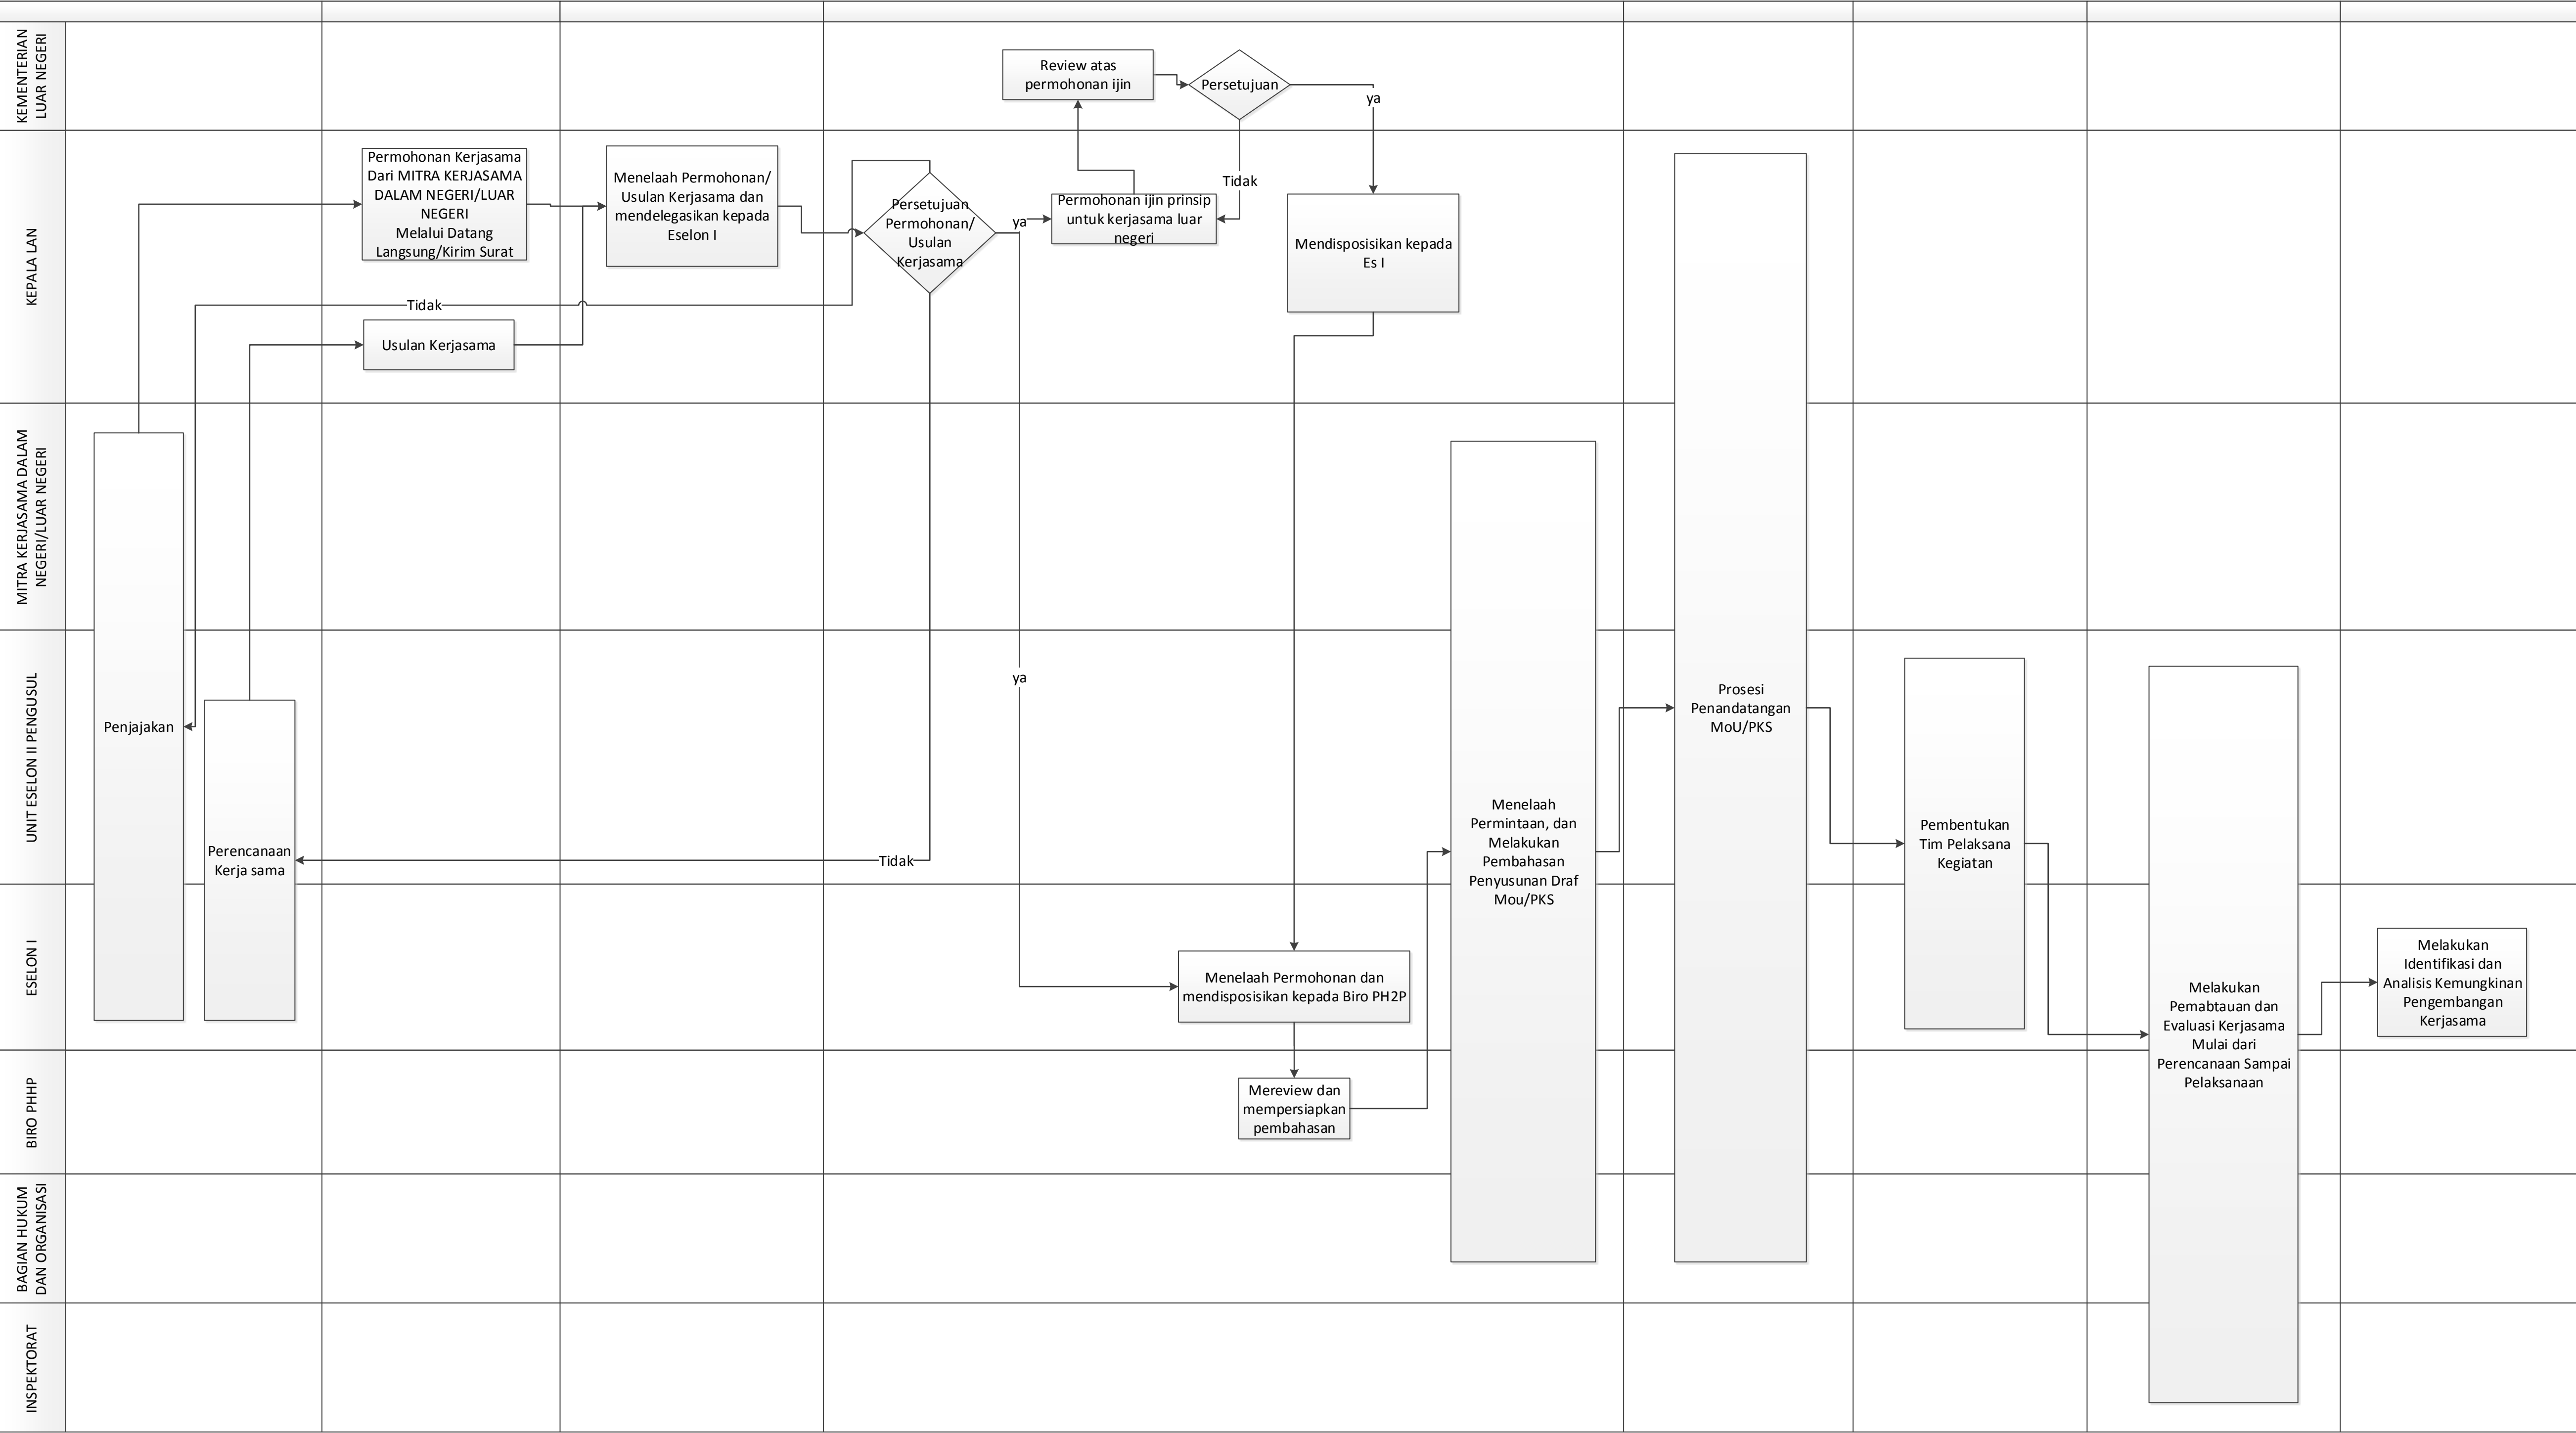 KEMENTERIAN
LUAR NEGERI
Review atas
permohonan ijin
Persetujuan
ya
Tidak
KEPALA LAN
Permohonan Kerjasama
Dari MITRA KERJASAMA
DALAM NEGERI/LUAR
NEGERI
Melalui Datang
Langsung/Kirim Surat
Menelaah Permohonan/
Usulan Kerjasama dan
mendelegasikan kepada
Eselon I
Persetujuan
Permohonan/
Usulan
Kerjasama
ya
Permohonan ijin prinsip
untuk kerjasama luar
negeri
Mendisposisikan kepada
Es I
Tidak
Usulan Kerjasama
MITRA KERJASAMA DALAM
NEGERI/LUAR NEGERI
UNIT ESELON II PENGUSUL
Penjajakan
Perencanaan
Kerja sama
Tidak
ya
Menelaah
Permintaan, dan
Melakukan
Pembahasan
Penyusunan Draf
Mou/PKS
Prosesi
Penandatangan
MoU/PKS
Pembentukan
Tim Pelaksana
Kegiatan
ESELON I
Menelaah Permohonan dan
mendisposisikan kepada Biro PH2P
Melakukan
Pemabtauan dan
Evaluasi Kerjasama
Mulai dari
Perencanaan Sampai
Pelaksanaan
Melakukan
Identifikasi dan
Analisis Kemungkinan
Pengembangan
Kerjasama
BIRO PHHP
Mereview dan
mempersiapkan
pembahasan
BAGIAN HUKUM
DAN ORGANISASI
INSPEKTORAT